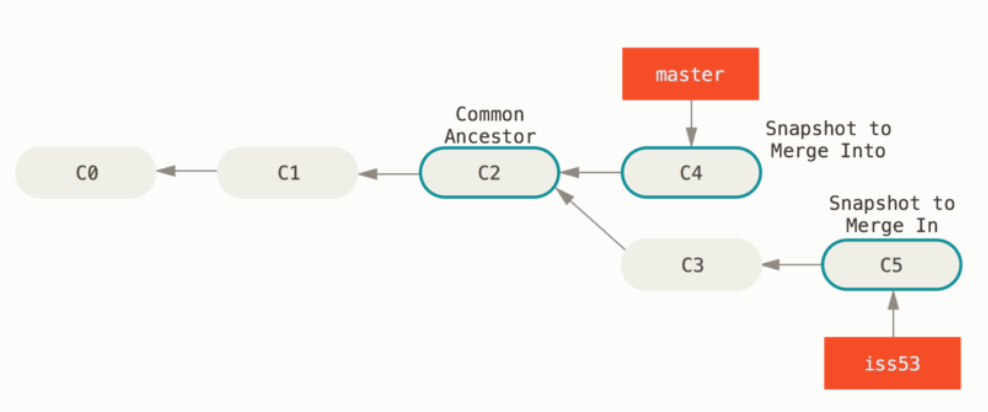 master
Common
Ancestor
Snapshot to
Merge Into
C0
C1
C2
C4
Snapshot to
Merge In
C3
C5
iss53